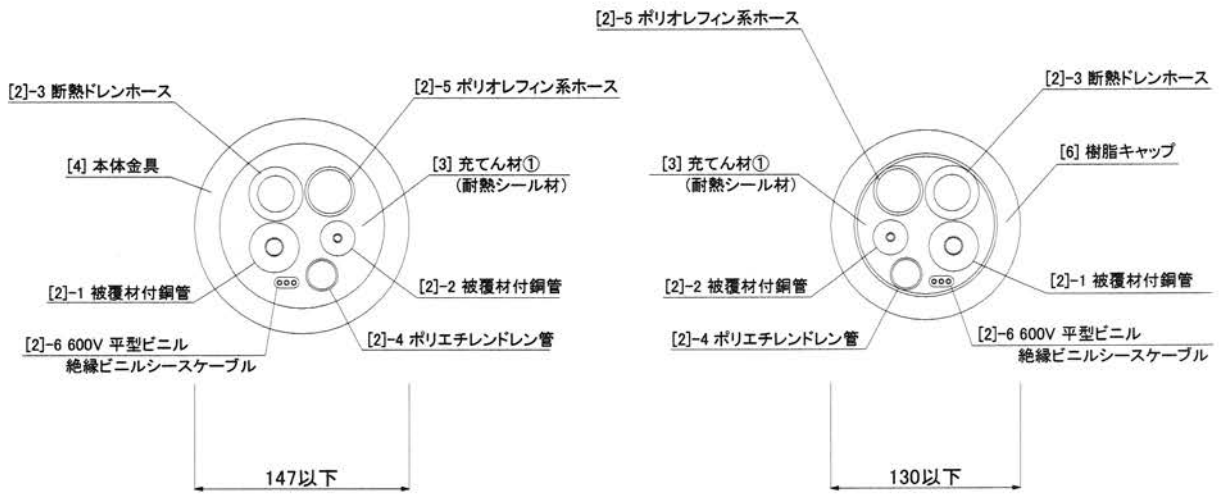 [2]-3 断熱ドレンホース
[2]-5 ポリオレフィン系ホース
[4] 本体金具
[3] 充てん材①
(耐熱シール材)
[2]-1 被覆材付銅管
[2]-2 被覆材付銅管
[2]-6 600V 平型ビニル
絶縁ビニルシースケーブル
[2]-4 ポリエチレンドレン管
147以下
[2]-5 ポリオレフィン系ホース
[2]-3 断熱ドレンホース
[3] 充てん材①
(耐熱シール材)
[6] 樹脂キャップ
[2]-2 被覆材付銅管
[2]-1 被覆材付銅管
[2]-4 ポリエチレンドレン管
[2]-6 600V 平型ビニル
絶縁ビニルシースケーブル
130以下